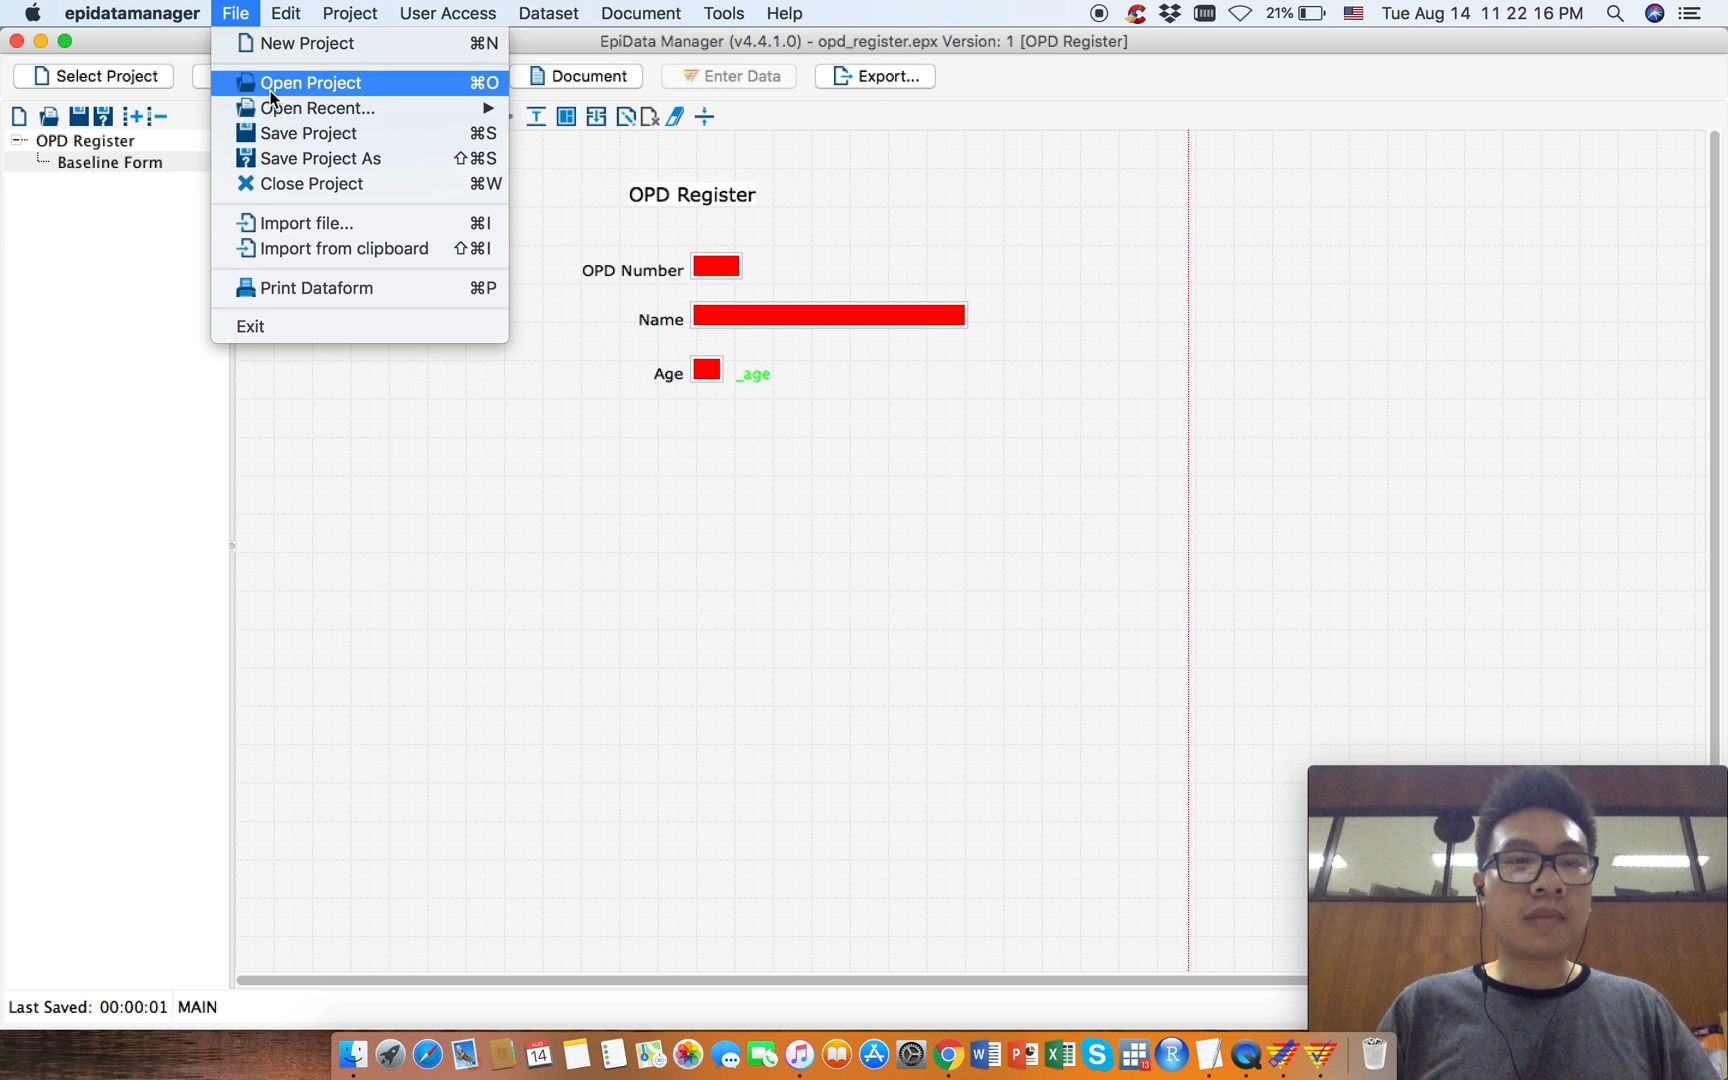 epidatamanager File Edit Project User Access Dataset Document Tools Help 21% Tue Aug 14 11 22 16 PM
EpiData Manager (v4.4.1.0) - opd_register.epx Version: 1 [OPD Register]
Select Project Document Enter Data Export...
New Project ⌘N
Open Project ⌘O
Open Recent... ▶
Save Project ⌘S
Save Project As ⇧⌘S
Close Project ⌘W
Import file... ⌘I
Import from clipboard ⇧⌘I
Print Dataform ⌘P
Exit
OPD Register
Baseline Form
OPD Register
OPD Number
Name
Age _age
Last Saved: 00:00:01 MAIN
AUG
14
13
R